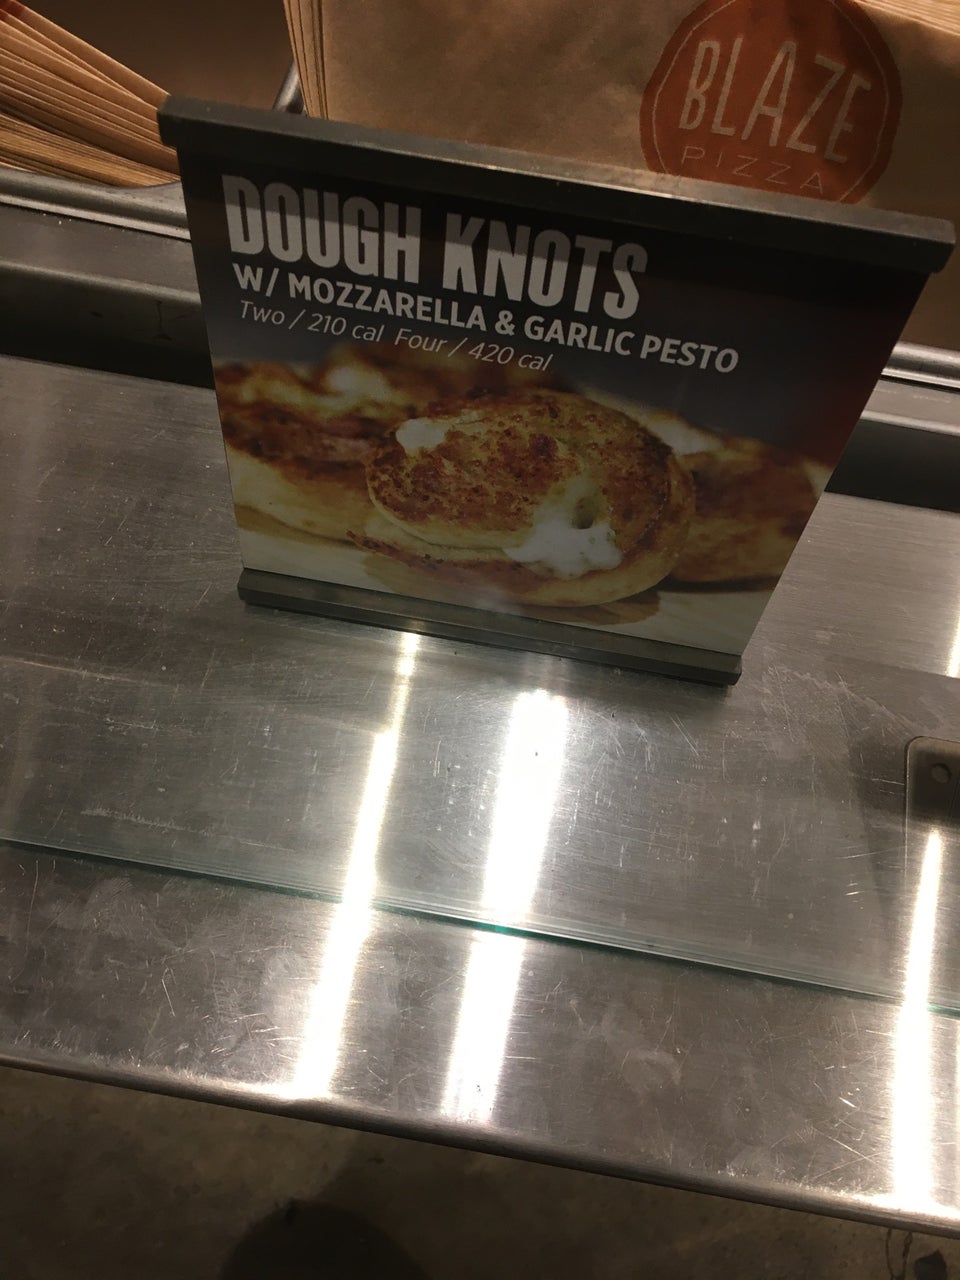 BLAZE
PIZZA
DOUGH KNOTS
W/ MOZZARELLA & GARLIC PESTO
Two / 210 cal Four / 420 cal